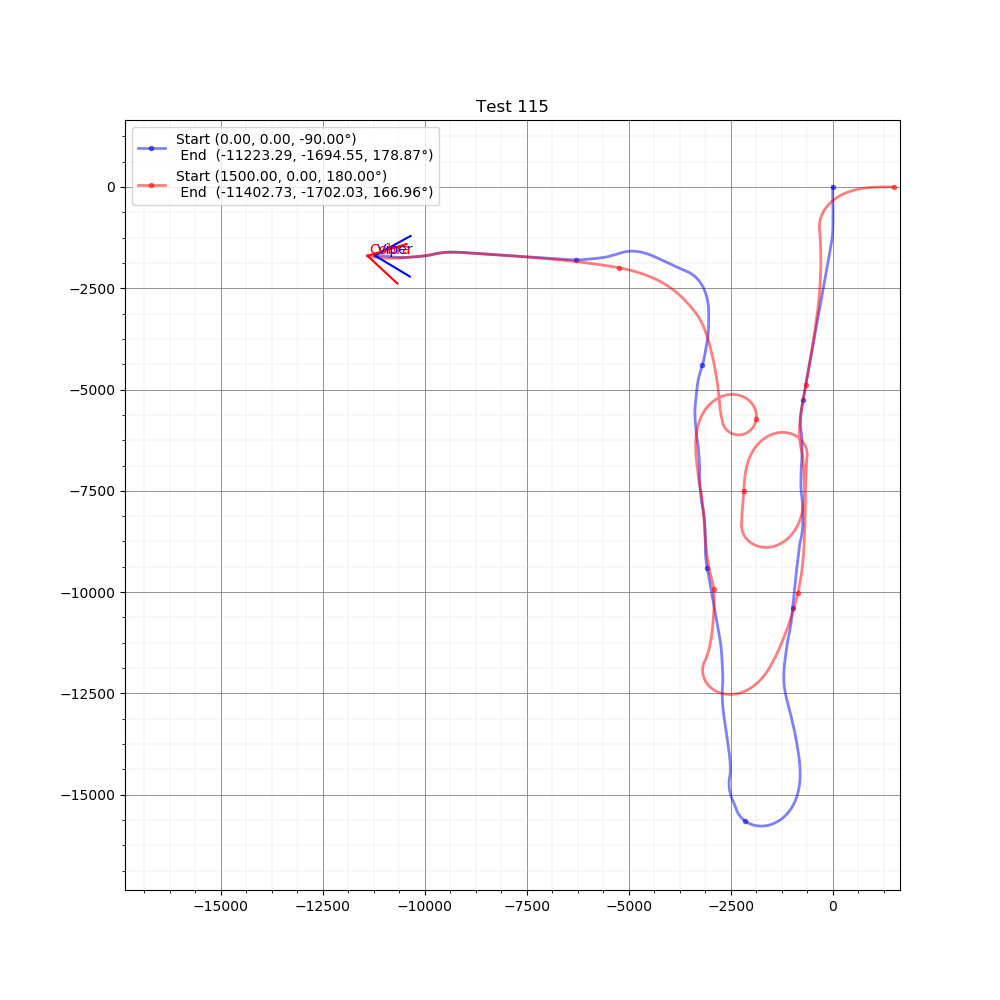 Test 115
Start (0.00, 0.00, -90.00°)
End (-11223.29, -1694.55, 178.87°)
Start (1500.00, 0.00, 180.00°)
End (-11402.73, -1702.03, 166.96°)
0
−2500
−5000
−7500
−10000
−12500
−15000
−15000 −12500 −10000 −7500 −5000 −2500 0